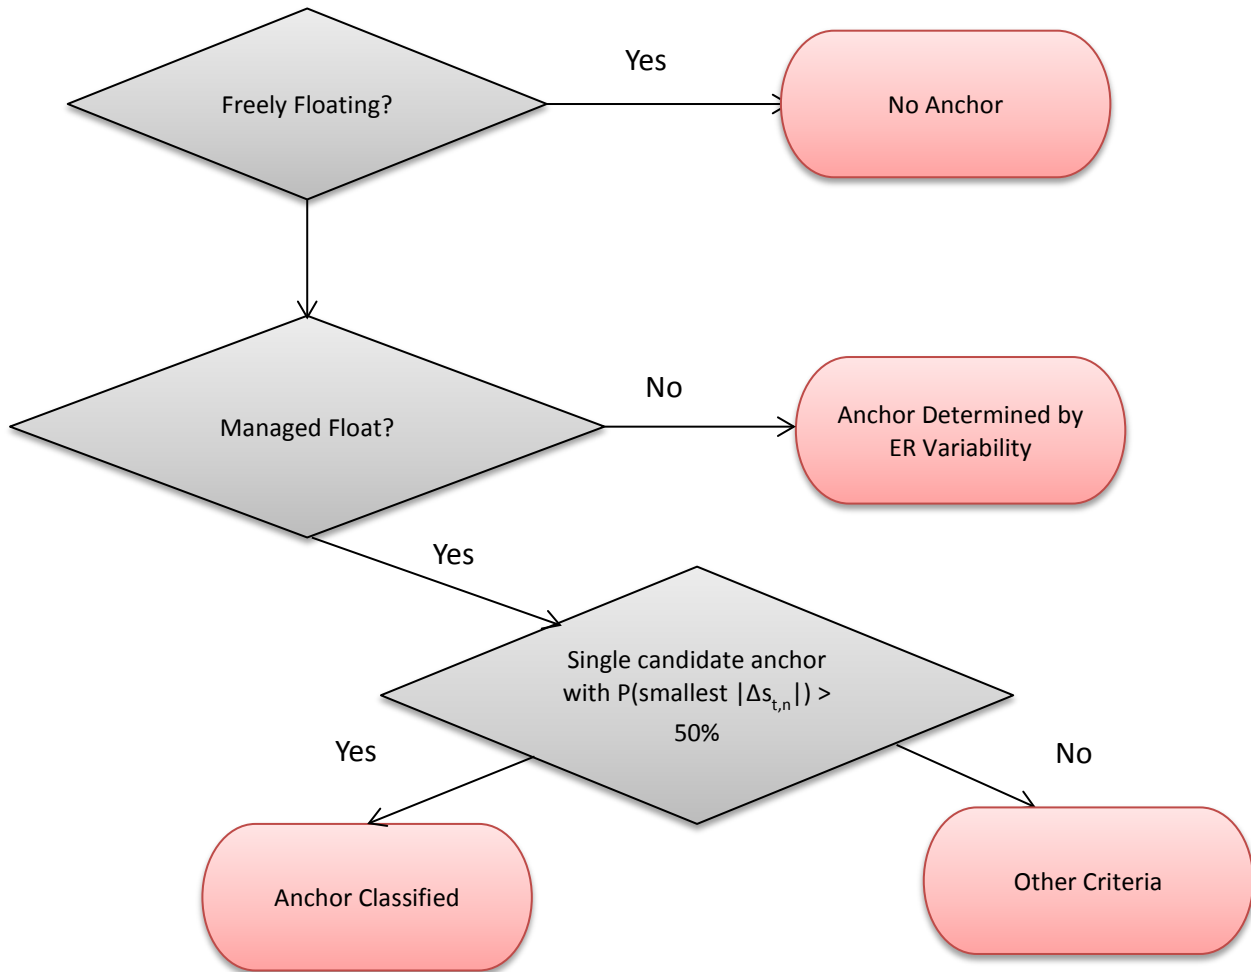 Yes
Freely Floating?
No Anchor
No
Managed Float?
Anchor Determined by
ER Variability
Yes
Single candidate anchor
with P(smallest |Δs_{t,n}|) >
50%
Yes
No
Anchor Classified
Other Criteria